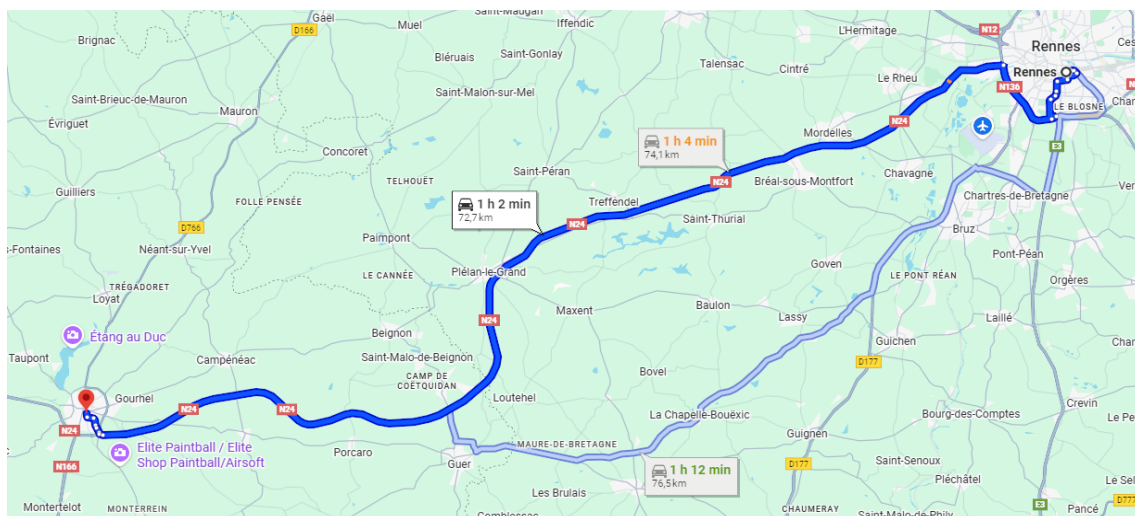 Saint-Maugan
Iffendic
L'Hermitage
N12
Rennes
Gaël
Muel
D166
Brignac
Bléruais
Saint-Gonlay
Talensac
Cintré
Rennes
Saint-Malon-sur-Mel
Le Rheu
N136
LE BLOSNE
Saint-Brieuc-de-Mauron
Mauron
Évriguet
N24
Mordelles
1 h 4 min
74,1 km
E3
Concoret
Saint-Péran
TELHOUËT
N24
Bréal-sous-Montfort
Chavagne
Guilliers
FOLLE PENSÉE
1 h 2 min
72,7 km
Treffendel
Chartres-de-Bretagne
Saint-Thurial
D766
N24
Bruz
Paimpont
Néant-sur-Yvel
LE CANNÉE
Plélan-le-Grand
Goven
LE PONT RÉAN
Pont-Péan
Orgères
TRÉGADORET
Loyat
Maxent
Baulon
N24
Lassy
Laillé
Étang au Duc
Beignon
Guichen
Taupont
Campénéac
Saint-Malo-de-Beignon
D177
CAMP DE
COËTQUIDAN
Bovel
Gourhel
Loutehel
Crevin
N24
N24
La Chapelle-Bouëxic
Bourg-des-Comptes
N24
Guignen
Elite Paintball / Elite
Shop Paintball/Airsoft
Porcaro
MAURE-DE-BRETAGNE
N166
Guer
1 h 12 min
76,5 km
D177
Saint-Senoux
Pléchâtel
Les Brulais
Montertelot
MONTERREIN
CHAUMERAY
E3
Pancé
D777
Saint-Malo-de-Phily